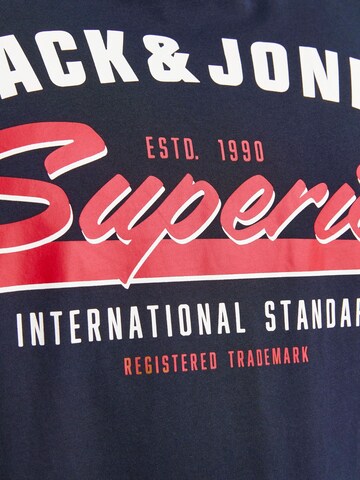 ACK & JONE
ESTD. 1990
Superi
INTERNATIONAL STANDAR
REGISTERED TRADEMARK